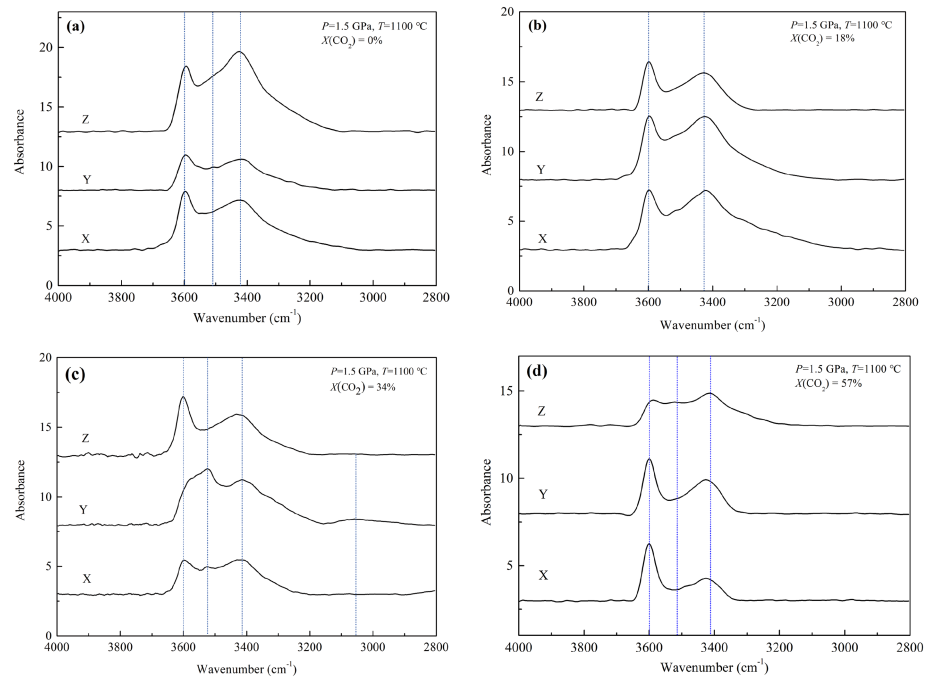 (a)
P=1.5 GPa, T=1100 ℃
X(CO₂) = 0%
20
15
10
5
Absorbance
Z
Y
X
4000 3800 3600 3400 3200 3000 2800
Wavenumber (cm⁻¹)
(b)
P=1.5 GPa, T=1100 ℃
X(CO₂) = 18%
20
15
10
5
0
Absorbance
Z
Y
X
4000 3800 3600 3400 3200 3000 2800
Wavenumber (cm⁻¹)
(c)
P=1.5 GPa, T=1100 ℃
X(CO₂) = 34%
20
15
10
5
0
Absorbance
Z
Y
X
4000 3800 3600 3400 3200 3000 2800
Wavenumber (cm⁻¹)
(d)
P=1.5 GPa, T=1100 ℃
X(CO₂) = 57%
15
10
5
Absorbance
Z
Y
X
4000 3800 3600 3400 3200 3000 2800
Wavenumber (cm⁻¹)